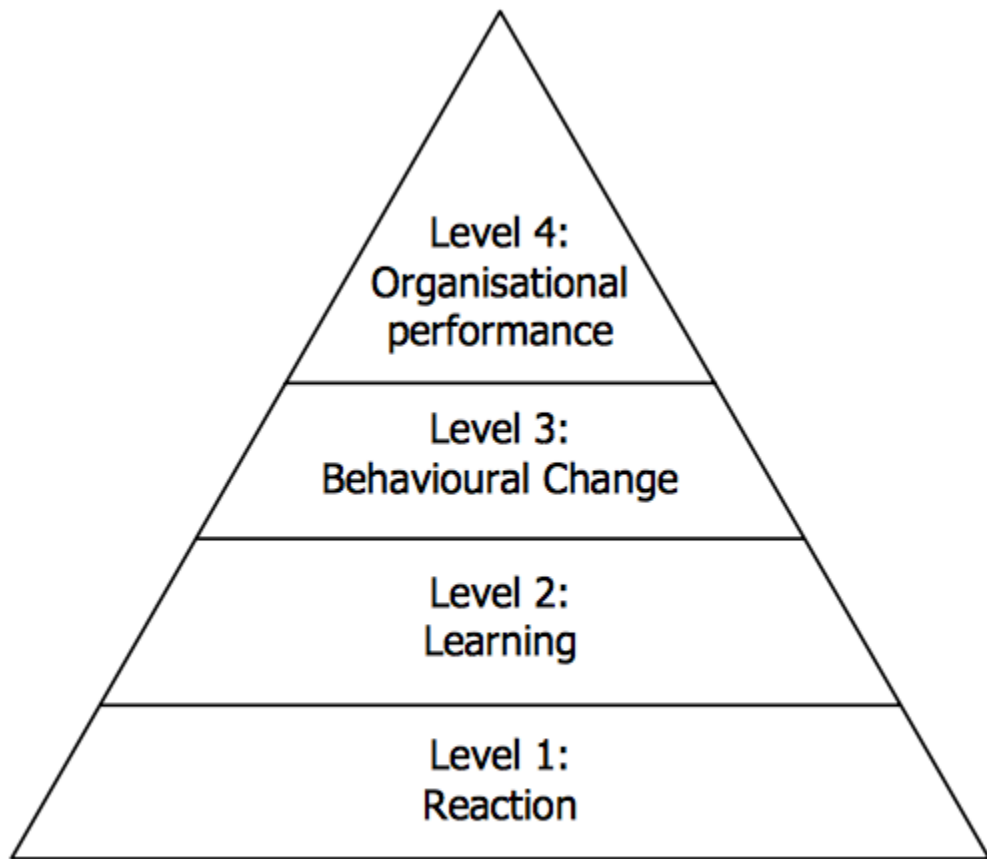 Level 4:
Organisational
performance
Level 3:
Behavioural Change
Level 2:
Learning
Level 1:
Reaction